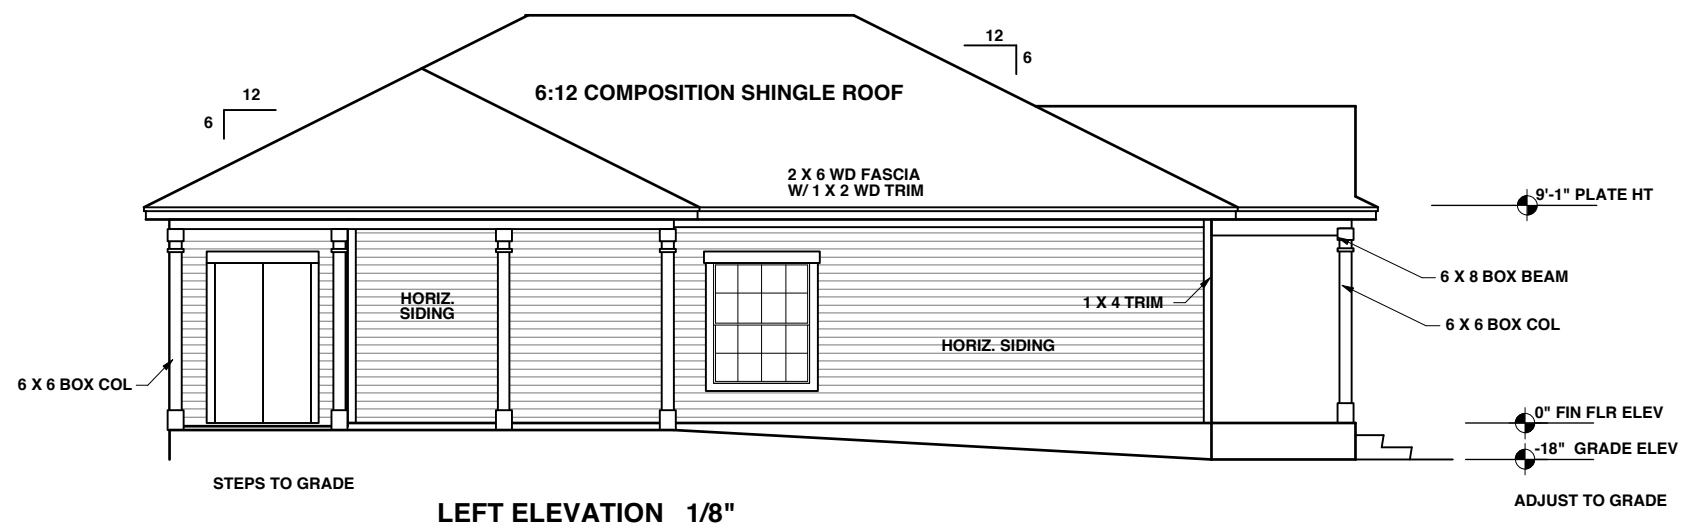 12
6
6:12 COMPOSITION SHINGLE ROOF
12
6
2 X 6 WD FASCIA
W/ 1 X 2 WD TRIM
9'-1" PLATE HT
6 X 8 BOX BEAM
HORIZ.
SIDING
1 X 4 TRIM
6 X 6 BOX COL
HORIZ. SIDING
6 X 6 BOX COL
0" FIN FLR ELEV
-18" GRADE ELEV
STEPS TO GRADE
ADJUST TO GRADE
LEFT ELEVATION 1/8"